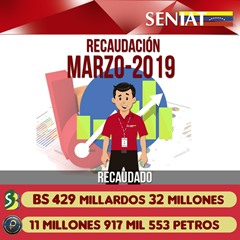 SENIAT
RECAUDACIÓN
MARZO-2019
RECAUDADO
BS 429 MILLARDOS 32 MILLONES
11 MILLONES 917 MIL 553 PETROS